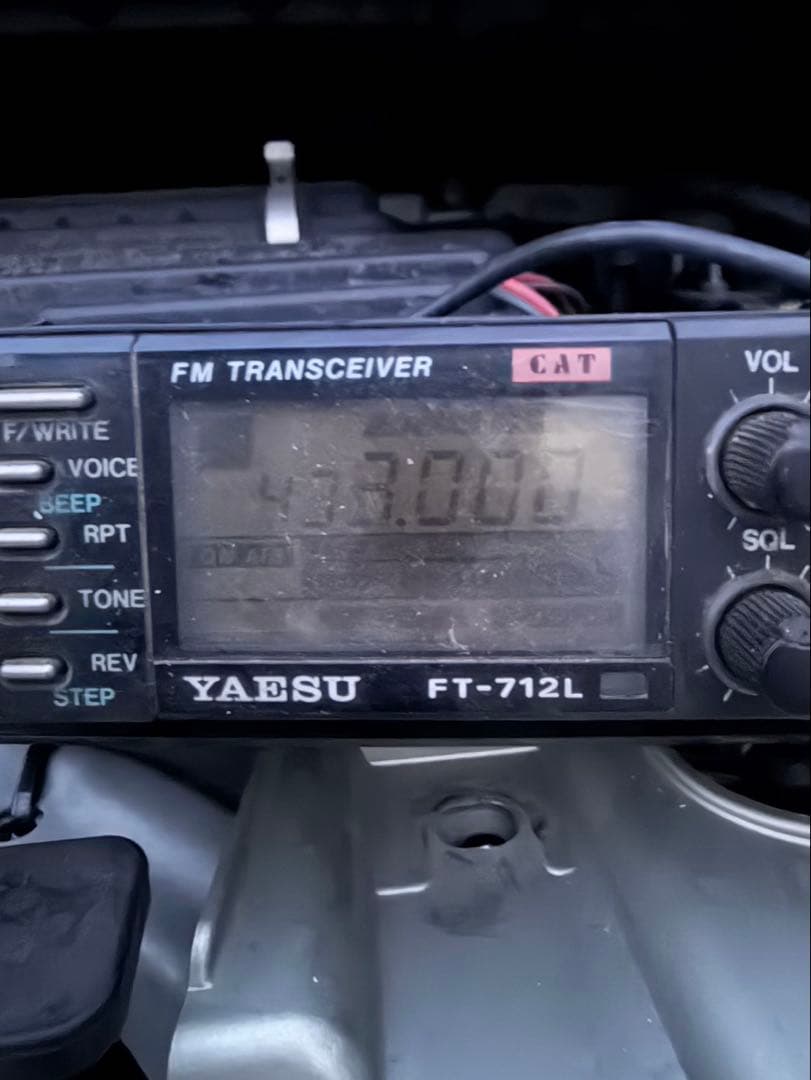 FM TRANSCEIVER CAT
VOL
F/WRITE
VOICE
BEEP
RPT
SQL
TONE
REV
STEP
YAESU FT-712L